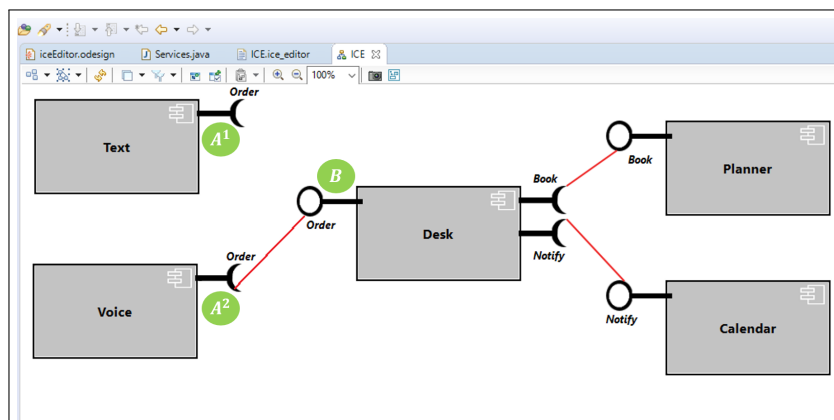 iceEditor.odesign
Services.java
ICE.ice_editor
ICE
100%
Order
A¹
Text
Book
Planner
B
Book
Order
Desk
Order
Notify
A²
Voice
Notify
Calendar